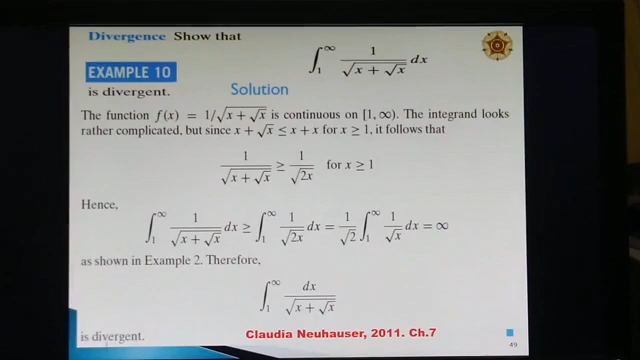 Divergence Show that
∫₁^∞ 1/√(x + √x) dx
EXAMPLE 10
is divergent.
Solution
The function f(x) = 1/√(x + √x) is continuous on [1, ∞). The integrand looks
rather complicated, but since x + √x ≤ x + x for x ≥ 1, it follows that
1/√(x + √x) ≥ 1/√(2x) for x ≥ 1
Hence,
∫₁^∞ 1/√(x + √x) dx ≥ ∫₁^∞ 1/√(2x) dx = 1/√2 ∫₁^∞ 1/√x dx = ∞
as shown in Example 2. Therefore,
∫₁^∞ dx/√(x + √x)
is divergent.
Claudia Neuhauser, 2011. Ch.7
49